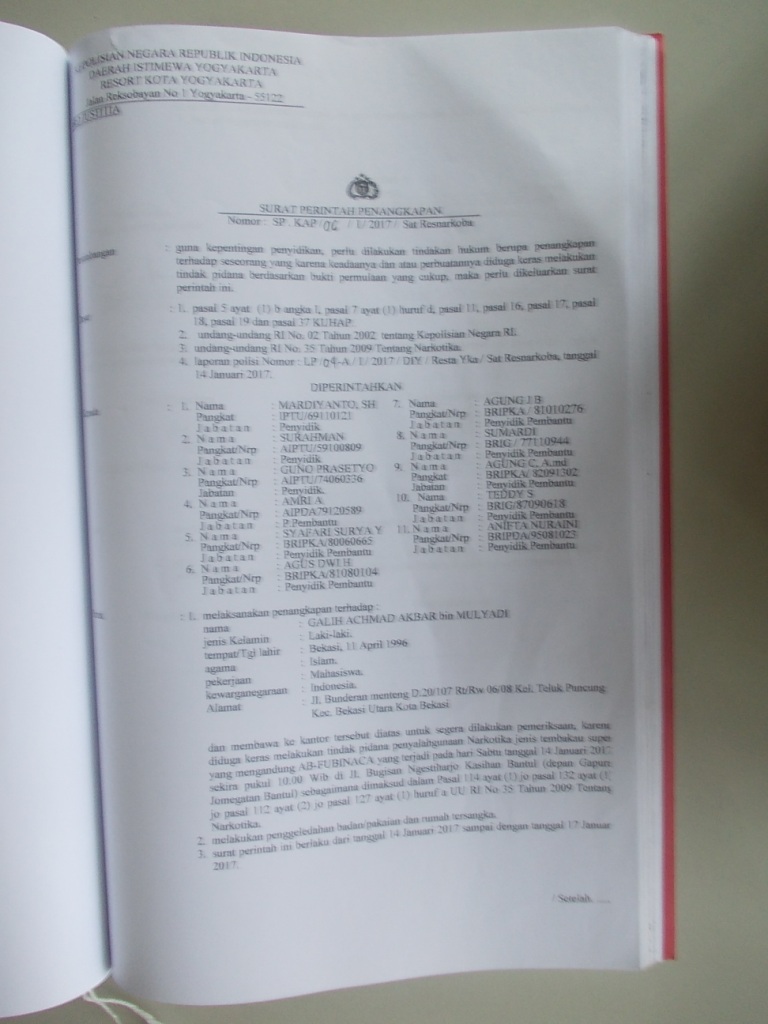 POLISIAN NEGARA REPUBLIK INDONESIA
DAERAH ISTIMEWA YOGYAKARTA
RESORT KOTA YOGYAKARTA
Jalan Reksobayan No 1 Yogyakarta - 55122
SURAT PERINTAH PENANGKAPAN
Nomor : SP . KAP / 06 / I / 2017 / Sat Resnarkoba
: guna kepentingan penyidikan, perlu dilakukan tindakan hukum berupa penangkapan
terhadap seseorang yang karena keadaanya dan atau perbuatannya diduga keras melakukan
tindak pidana berdasarkan bukti permulaan yang cukup, maka perlu dikeluarkan surat
perintah ini.
: 1. pasal 5 ayat (1) b angka 1, pasal 7 ayat (1) huruf d, pasal 11, pasal 16, pasal 17, pasal
18, pasal 19 dan pasal 37 KUHAP.
2. undang-undang RI No. 02 Tahun 2002 tentang Kepolisian Negara RI.
3. undang-undang RI No. 35 Tahun 2009 Tentang Narkotika.
4. laporan polisi Nomor : LP / 04-A / I / 2017 / DIY / Resta Yka / Sat Resnarkoba, tanggal
14 Januari 2017.
DIPERINTAHKAN
: 1. Nama : MARDIYANTO, SH
Pangkat : IPTU/69110121
Jabatan : Penyidik
2. Nama : SURAHMAN
Pangkat/Nrp : AIPTU/59100809
Jabatan : Penyidik
3. Nama : GUNO PRASETYO
Pangkat/Nrp : AIPTU/74060336
Jabatan : Penyidik.
4. Nama : AMRI A
Pangkat/Nrp : AIPDA79120589
Jabatan : P.Pembantu
5. Nama : SYAFARI SURYA Y
Pangkat/Nrp : BRIPKA/80060665
Jabatan : Penyidik Pembantu
6. Nama : AGUS DWI H
Pangkat/Nrp : BRIPKA/81080104
Jabatan : Penyidik Pembantu
7. Nama : AGUNG J B
Pangkat/Nrp : BRIPKA / 81010276
Jabatan : Penyidik Pembantu
8. Nama : SUMARDI
Pangkat/Nrp : BRIG/ 77110944
Jabatan : Penyidik Pembantu
9. Nama : AGUNG C, A.md
Pangkat : BRIPKA/ 82091302
Jabatan : Penyidik Pembantu
10. Nama : TEDDY S
Pangkat/Nrp : BRIG/87090618
Jabatan : Penyidik Pembantu
11. Nama : ANIFTA NURAINI
Pangkat/Nrp : BRIPDA/95081023
Jabatan : Penyidik Pembantu
: 1. melaksanakan penangkapan terhadap :
nama : GALIH ACHMAD AKBAR bin MULYADI
jenis Kelamin : Laki-laki.
tempat/Tgl lahir : Bekasi, 11 April 1996
agama : Islam.
pekerjaan : Mahasiswa.
kewarganegaraan : Indonesia.
Alamat : Jl. Bunderan menteng D.20/107 Rt/Rw 06/08 Kel. Teluk Puncung
Kec. Bekasi Utara Kota Bekasi
dan membawa ke kantor tersebut diatas untuk segera dilakukan pemeriksaan, karena
diduga keras melakukan tindak pidana penyalahgunaan Narkotika jenis tembakau super
yang mengandung AB-FUBINACA yang terjadi pada hari Sabtu tanggal 14 Januari 2017
sekira pukul 10.00 Wib di Jl. Bugisan Ngestiharjo Kasihan Bantul (depan Gapura
Jomegatan Bantul) sebagaimana dimaksud dalam Pasal 114 ayat (1) jo pasal 132 ayat (1)
jo pasal 112 ayat (2) jo pasal 127 ayat (1) huruf a UU RI No 35 Tahun 2009 Tentang
Narkotika.
2. melakukan penggeledahan badan/pakaian dan rumah tersangka.
3. surat perintah ini berlaku dari tanggal 14 Januari 2017 sampai dengan tanggal 17 Januar
2017.
/ Setelah. .....